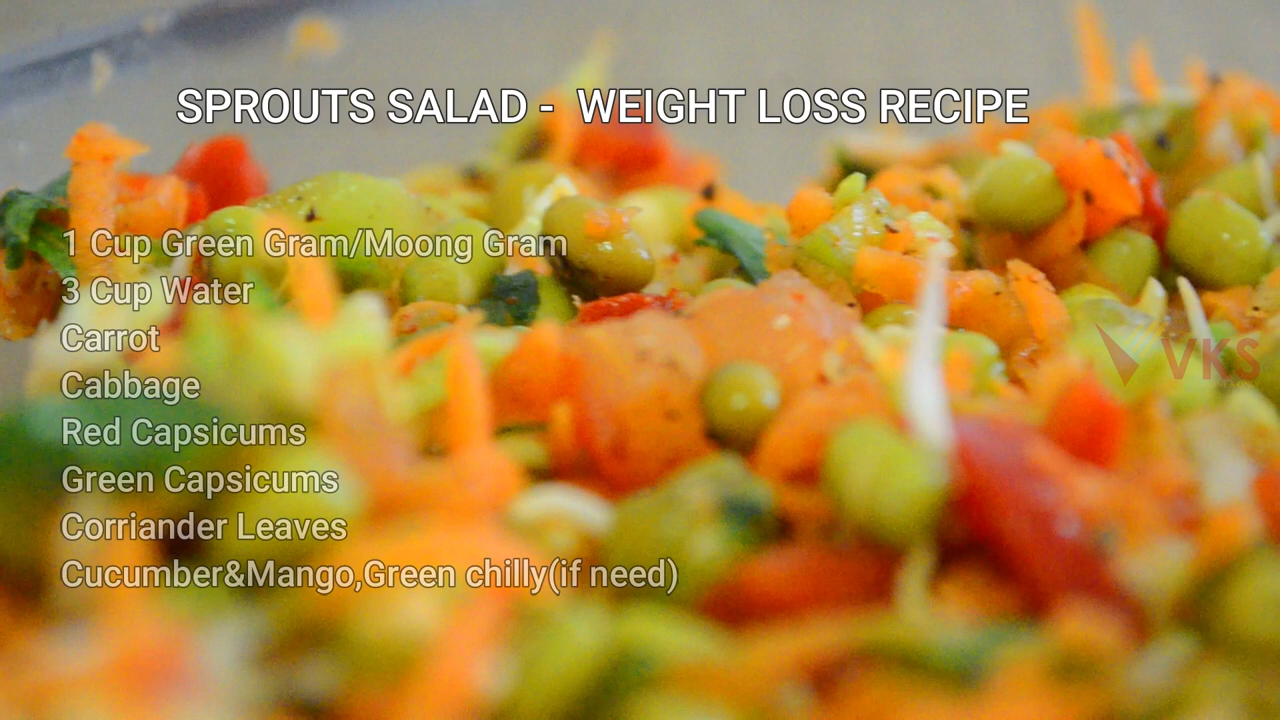 SPROUTS SALAD -  WEIGHT LOSS RECIPE
1 Cup Green Gram/Moong Gram
3 Cup Water
Carrot
Cabbage
Red Capsicums
Green Capsicums
Corriander Leaves
Cucumber&Mango,Green chilly(if need)
VKS